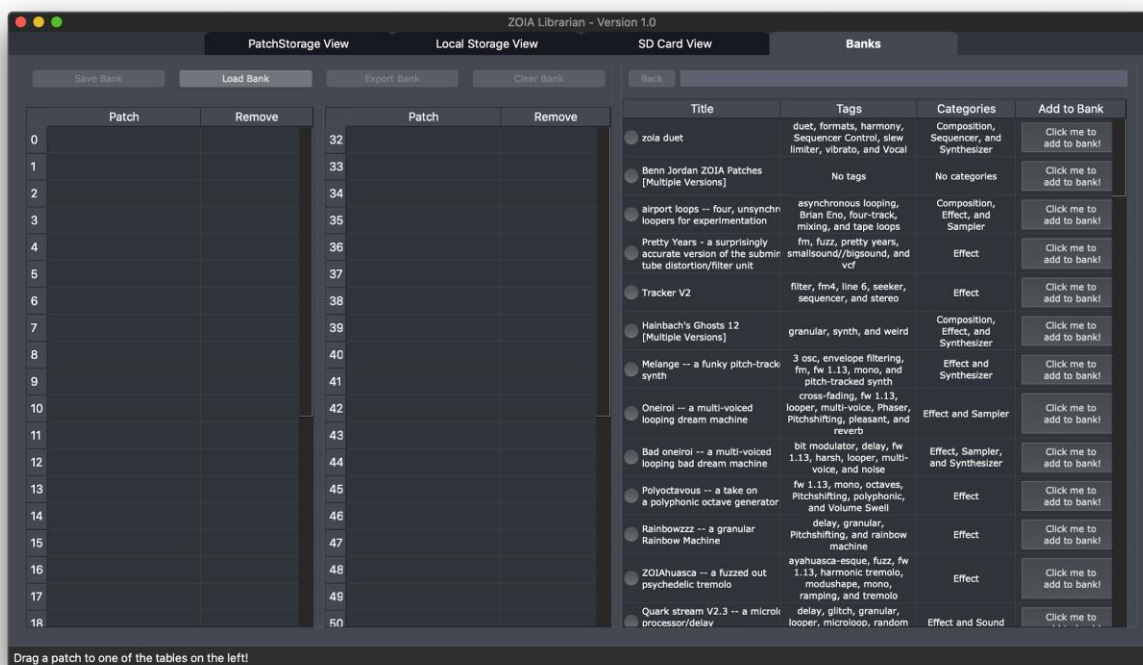 ZOIA Librarian - Version 1.0
PatchStorage View
Local Storage View
SD Card View
Banks
Save Bank
Load Bank
Export Bank
Clear Bank
Back
Patch
Remove
0
1
2
3
4
5
6
7
8
9
10
11
12
13
14
15
16
17
18
Patch
Remove
32
33
34
35
36
37
38
39
40
41
42
43
44
45
46
47
48
49
50
Title
Tags
Categories
Add to Bank
zoia duet
duet, formats, harmony,
Sequencer Control, slew
limiter, vibrato, and Vocal
Composition,
Sequencer, and
Synthesizer
Click me to
add to bank!
Benn Jordan ZOIA Patches
[Multiple Versions]
No tags
No categories
Click me to
add to bank!
airport loops -- four, unsynchr
loopers for experimentation
asynchronous looping,
Brian Eno, four-track,
mixing, and tape loops
Composition,
Effect, and
Sampler
Click me to
add to bank!
Pretty Years - a surprisingly
accurate version of the submin
tube distortion/filter unit
fm, fuzz, pretty years,
smallsound//bigsound, and
vcf
Effect
Click me to
add to bank!
Tracker V2
filter, fm4, line 6, seeker,
sequencer, and stereo
Effect
Click me to
add to bank!
Hainbach's Ghosts 12
[Multiple Versions]
granular, synth, and weird
Composition,
Effect, and
Synthesizer
Click me to
add to bank!
Melange -- a funky pitch-track
synth
3 osc, envelope filtering,
fm, fw 1.13, mono, and
pitch-tracked synth
Effect and
Synthesizer
Click me to
add to bank!
Oneiroi -- a multi-voiced
looping dream machine
cross-fading, fw 1.13,
looper, multi-voice, Phaser,
Pitchshifting, pleasant, and
reverb
Effect and Sampler
Click me to
add to bank!
Bad oneiroi -- a multi-voiced
looping bad dream machine
bit modulator, delay, fw
1.13, harsh, looper, multi-
voice, and noise
Effect, Sampler,
and Synthesizer
Click me to
add to bank!
Polyoctavous -- a take on
a polyphonic octave generator
fw 1.13, mono, octaves,
Pitchshifting, polyphonic,
and Volume Swell
Effect
Click me to
add to bank!
Rainbowzzz -- a granular
Rainbow Machine
delay, granular,
Pitchshifting, and rainbow
machine
Effect
Click me to
add to bank!
ZOIAhuasca -- a fuzzed out
psychedelic tremolo
ayahuasca-esque, fuzz, fw
1.13, harmonic tremolo,
modushape, mono,
ramping, and tremolo
Effect
Click me to
add to bank!
Quark stream V2.3 -- a microl
processor/delay
delay, glitch, granular,
looper, microloop, random
Effect and Sound
Click me to
Drag a patch to one of the tables on the left!